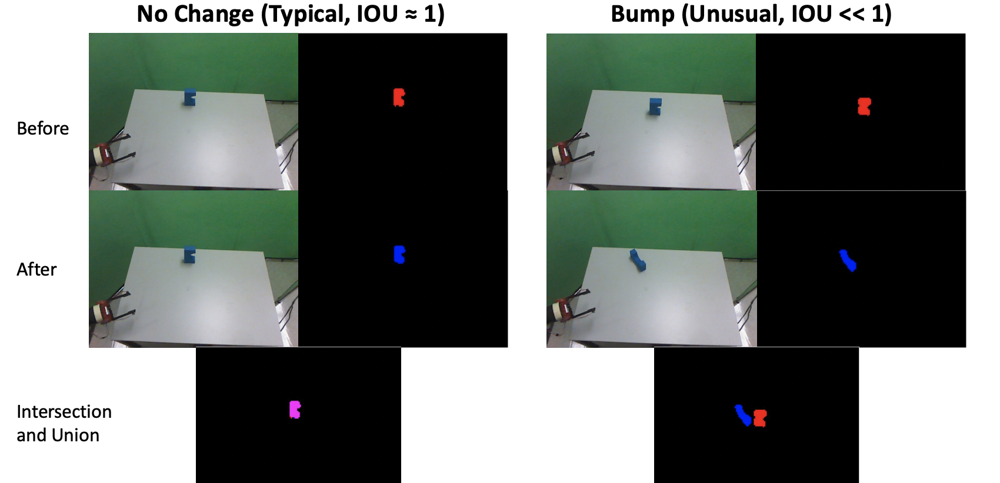 No Change (Typical, IOU ≈ 1)
Bump (Unusual, IOU << 1)
Before
After
Intersection
and Union